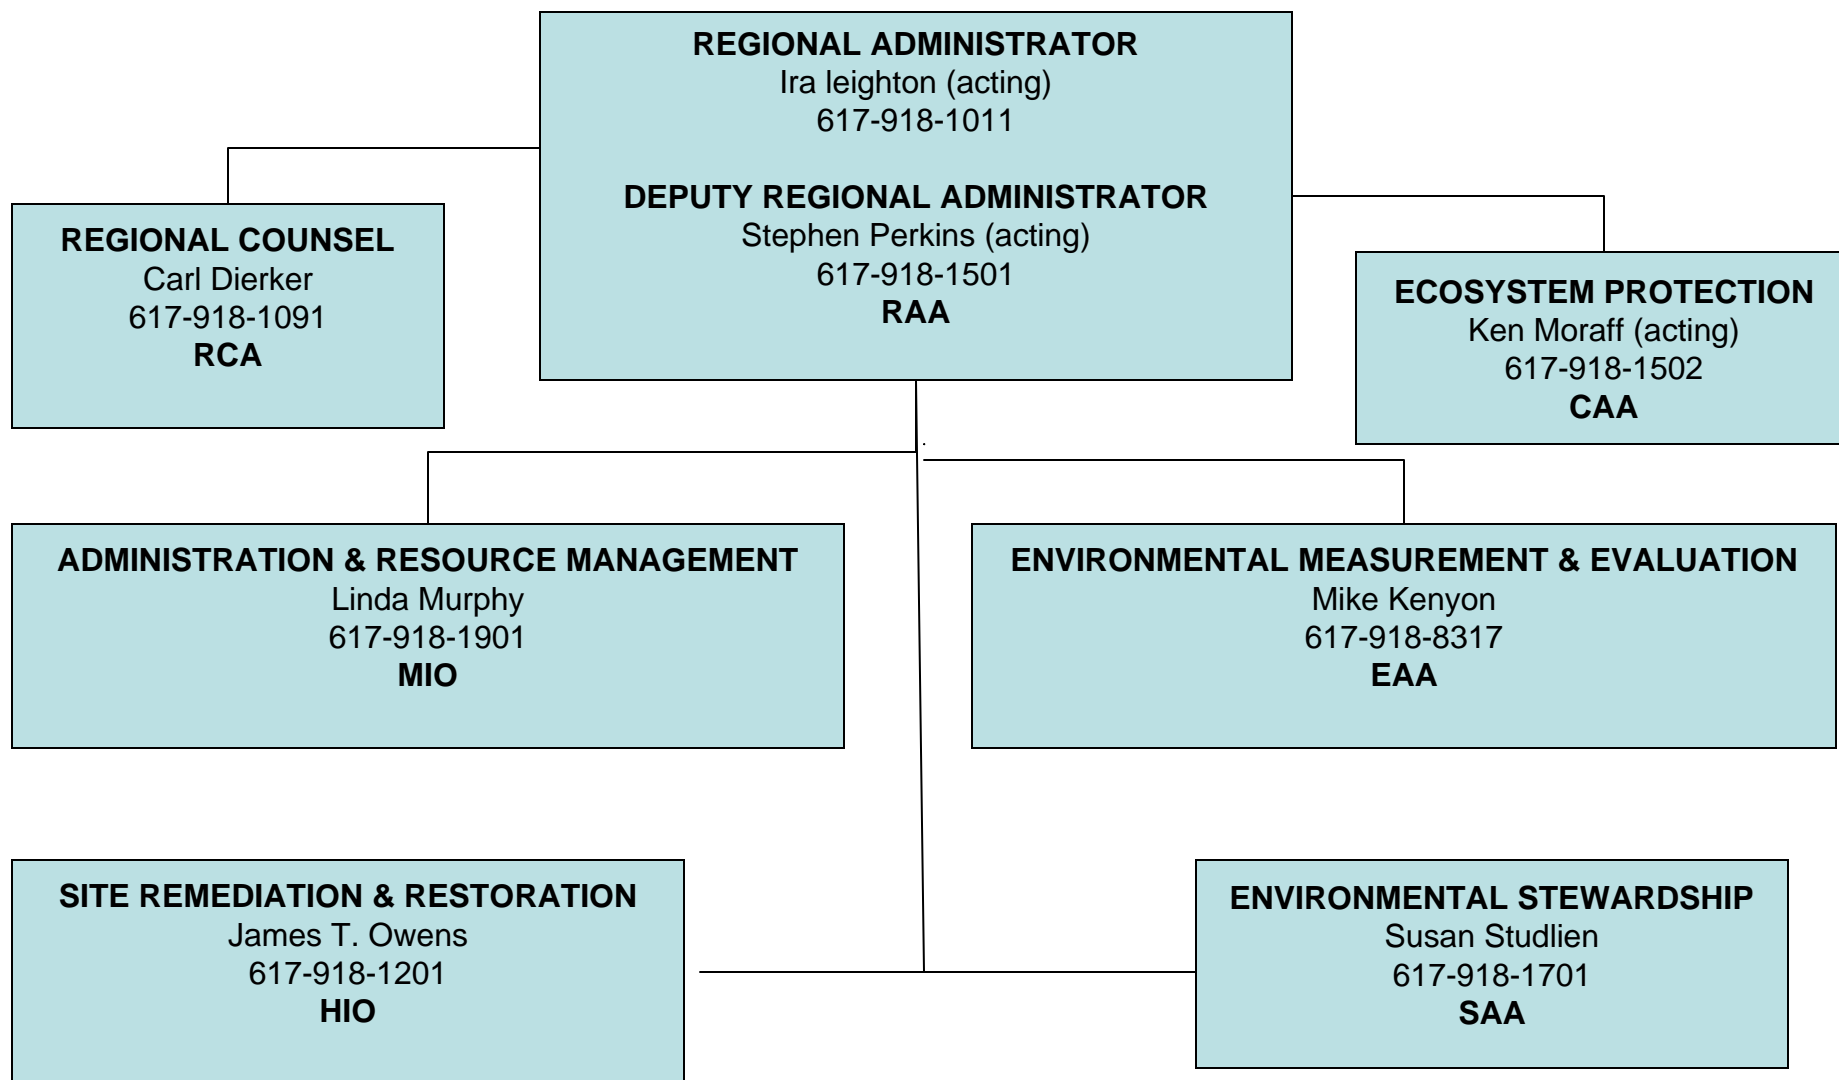 REGIONAL ADMINISTRATOR
Ira leighton (acting)
617-918-1011
DEPUTY REGIONAL ADMINISTRATOR
Stephen Perkins (acting)
617-918-1501
RAA
REGIONAL COUNSEL
Carl Dierker
617-918-1091
RCA
ECOSYSTEM PROTECTION
Ken Moraff (acting)
617-918-1502
CAA
ADMINISTRATION & RESOURCE MANAGEMENT
Linda Murphy
617-918-1901
MIO
ENVIRONMENTAL MEASUREMENT & EVALUATION
Mike Kenyon
617-918-8317
EAA
SITE REMEDIATION & RESTORATION
James T. Owens
617-918-1201
HIO
ENVIRONMENTAL STEWARDSHIP
Susan Studlien
617-918-1701
SAA